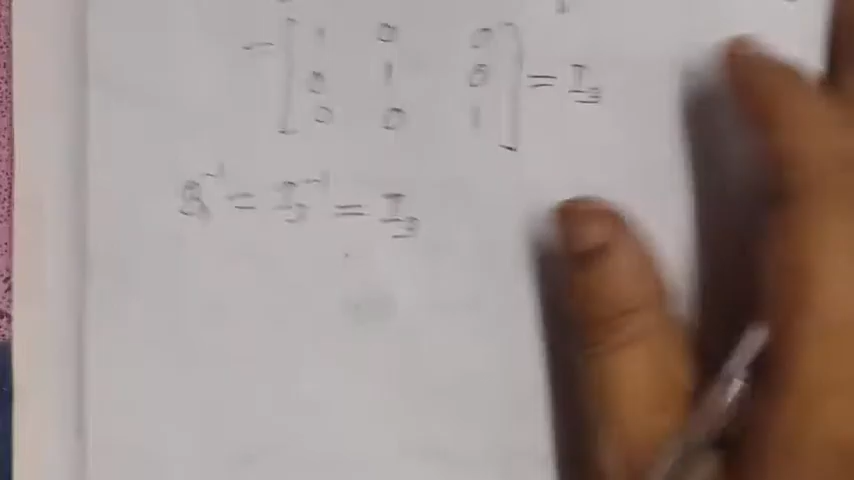 = [1 0 0
0 1 0
0 0 1] = I₃
⁻¹ = I₃⁻¹ = I₃